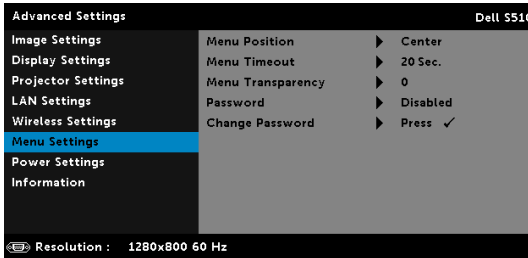 Advanced Settings Dell S510
Image Settings Menu Position Center
Display Settings Menu Timeout 20 Sec.
Projector Settings Menu Transparency 0
LAN Settings Password Disabled
Wireless Settings Change Password Press ✓
Menu Settings
Power Settings
Information
Resolution : 1280x800 60 Hz